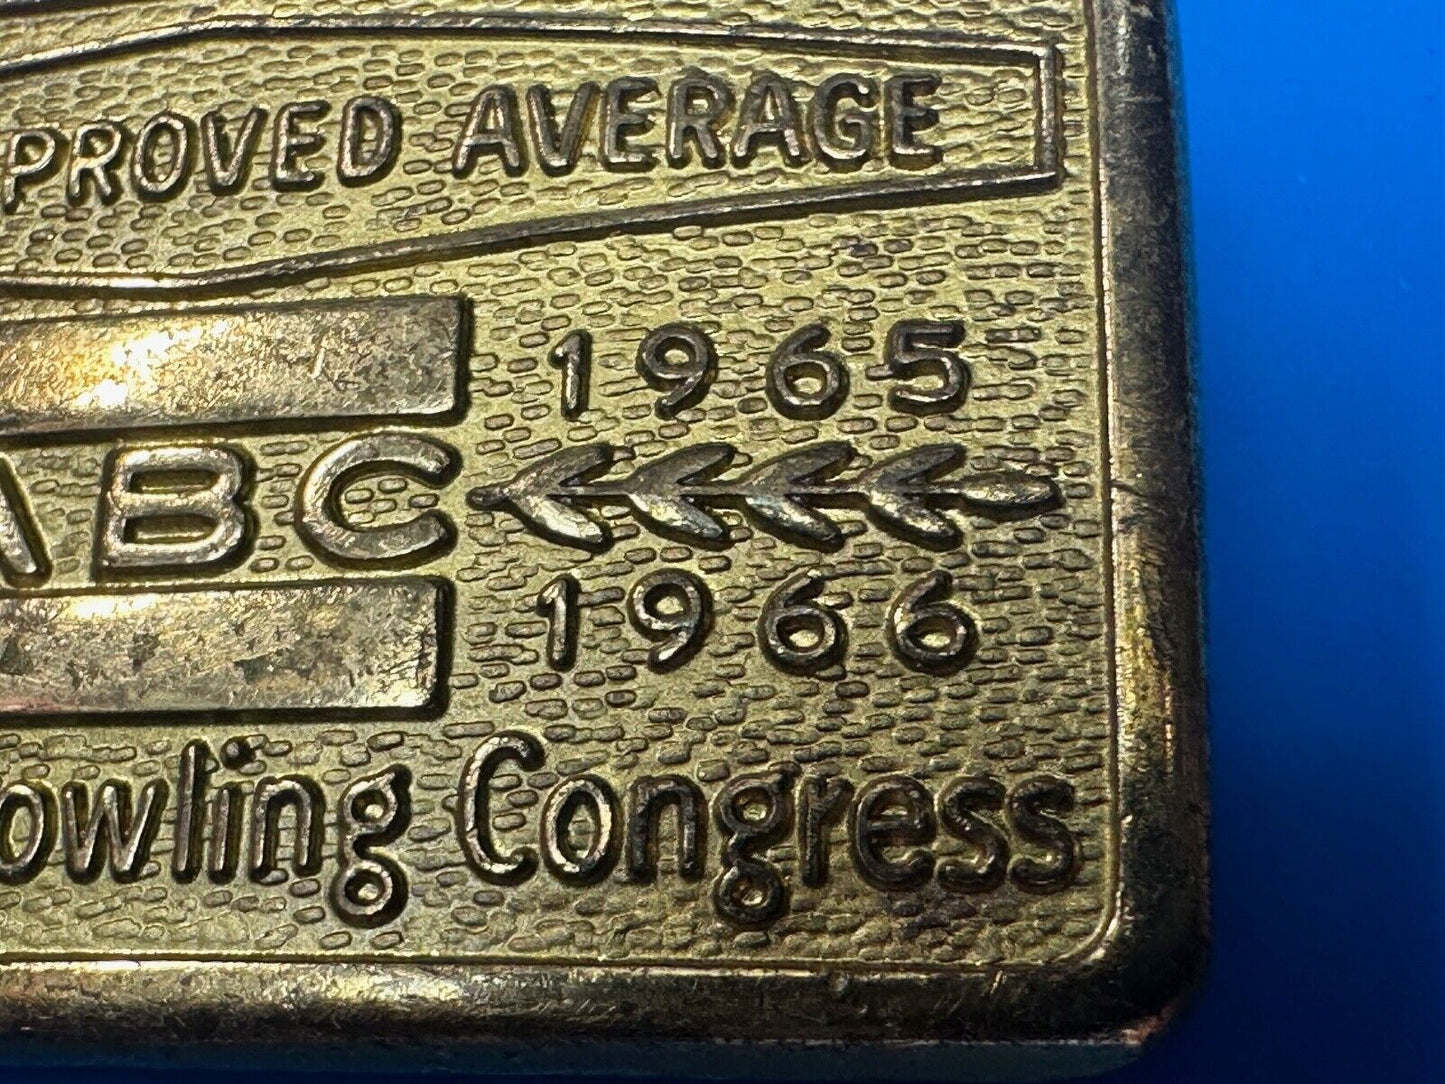 PROVED AVERAGE
1965
ABC
1966
owling Congress